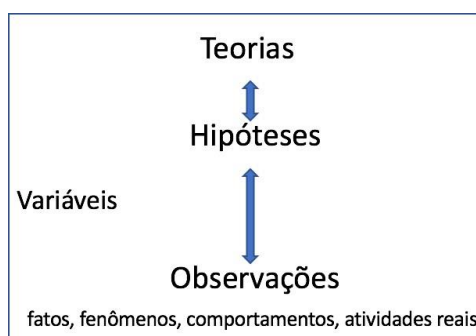 Teorias
Hipóteses
Variáveis
Observações
fatos, fenômenos, comportamentos, atividades reais